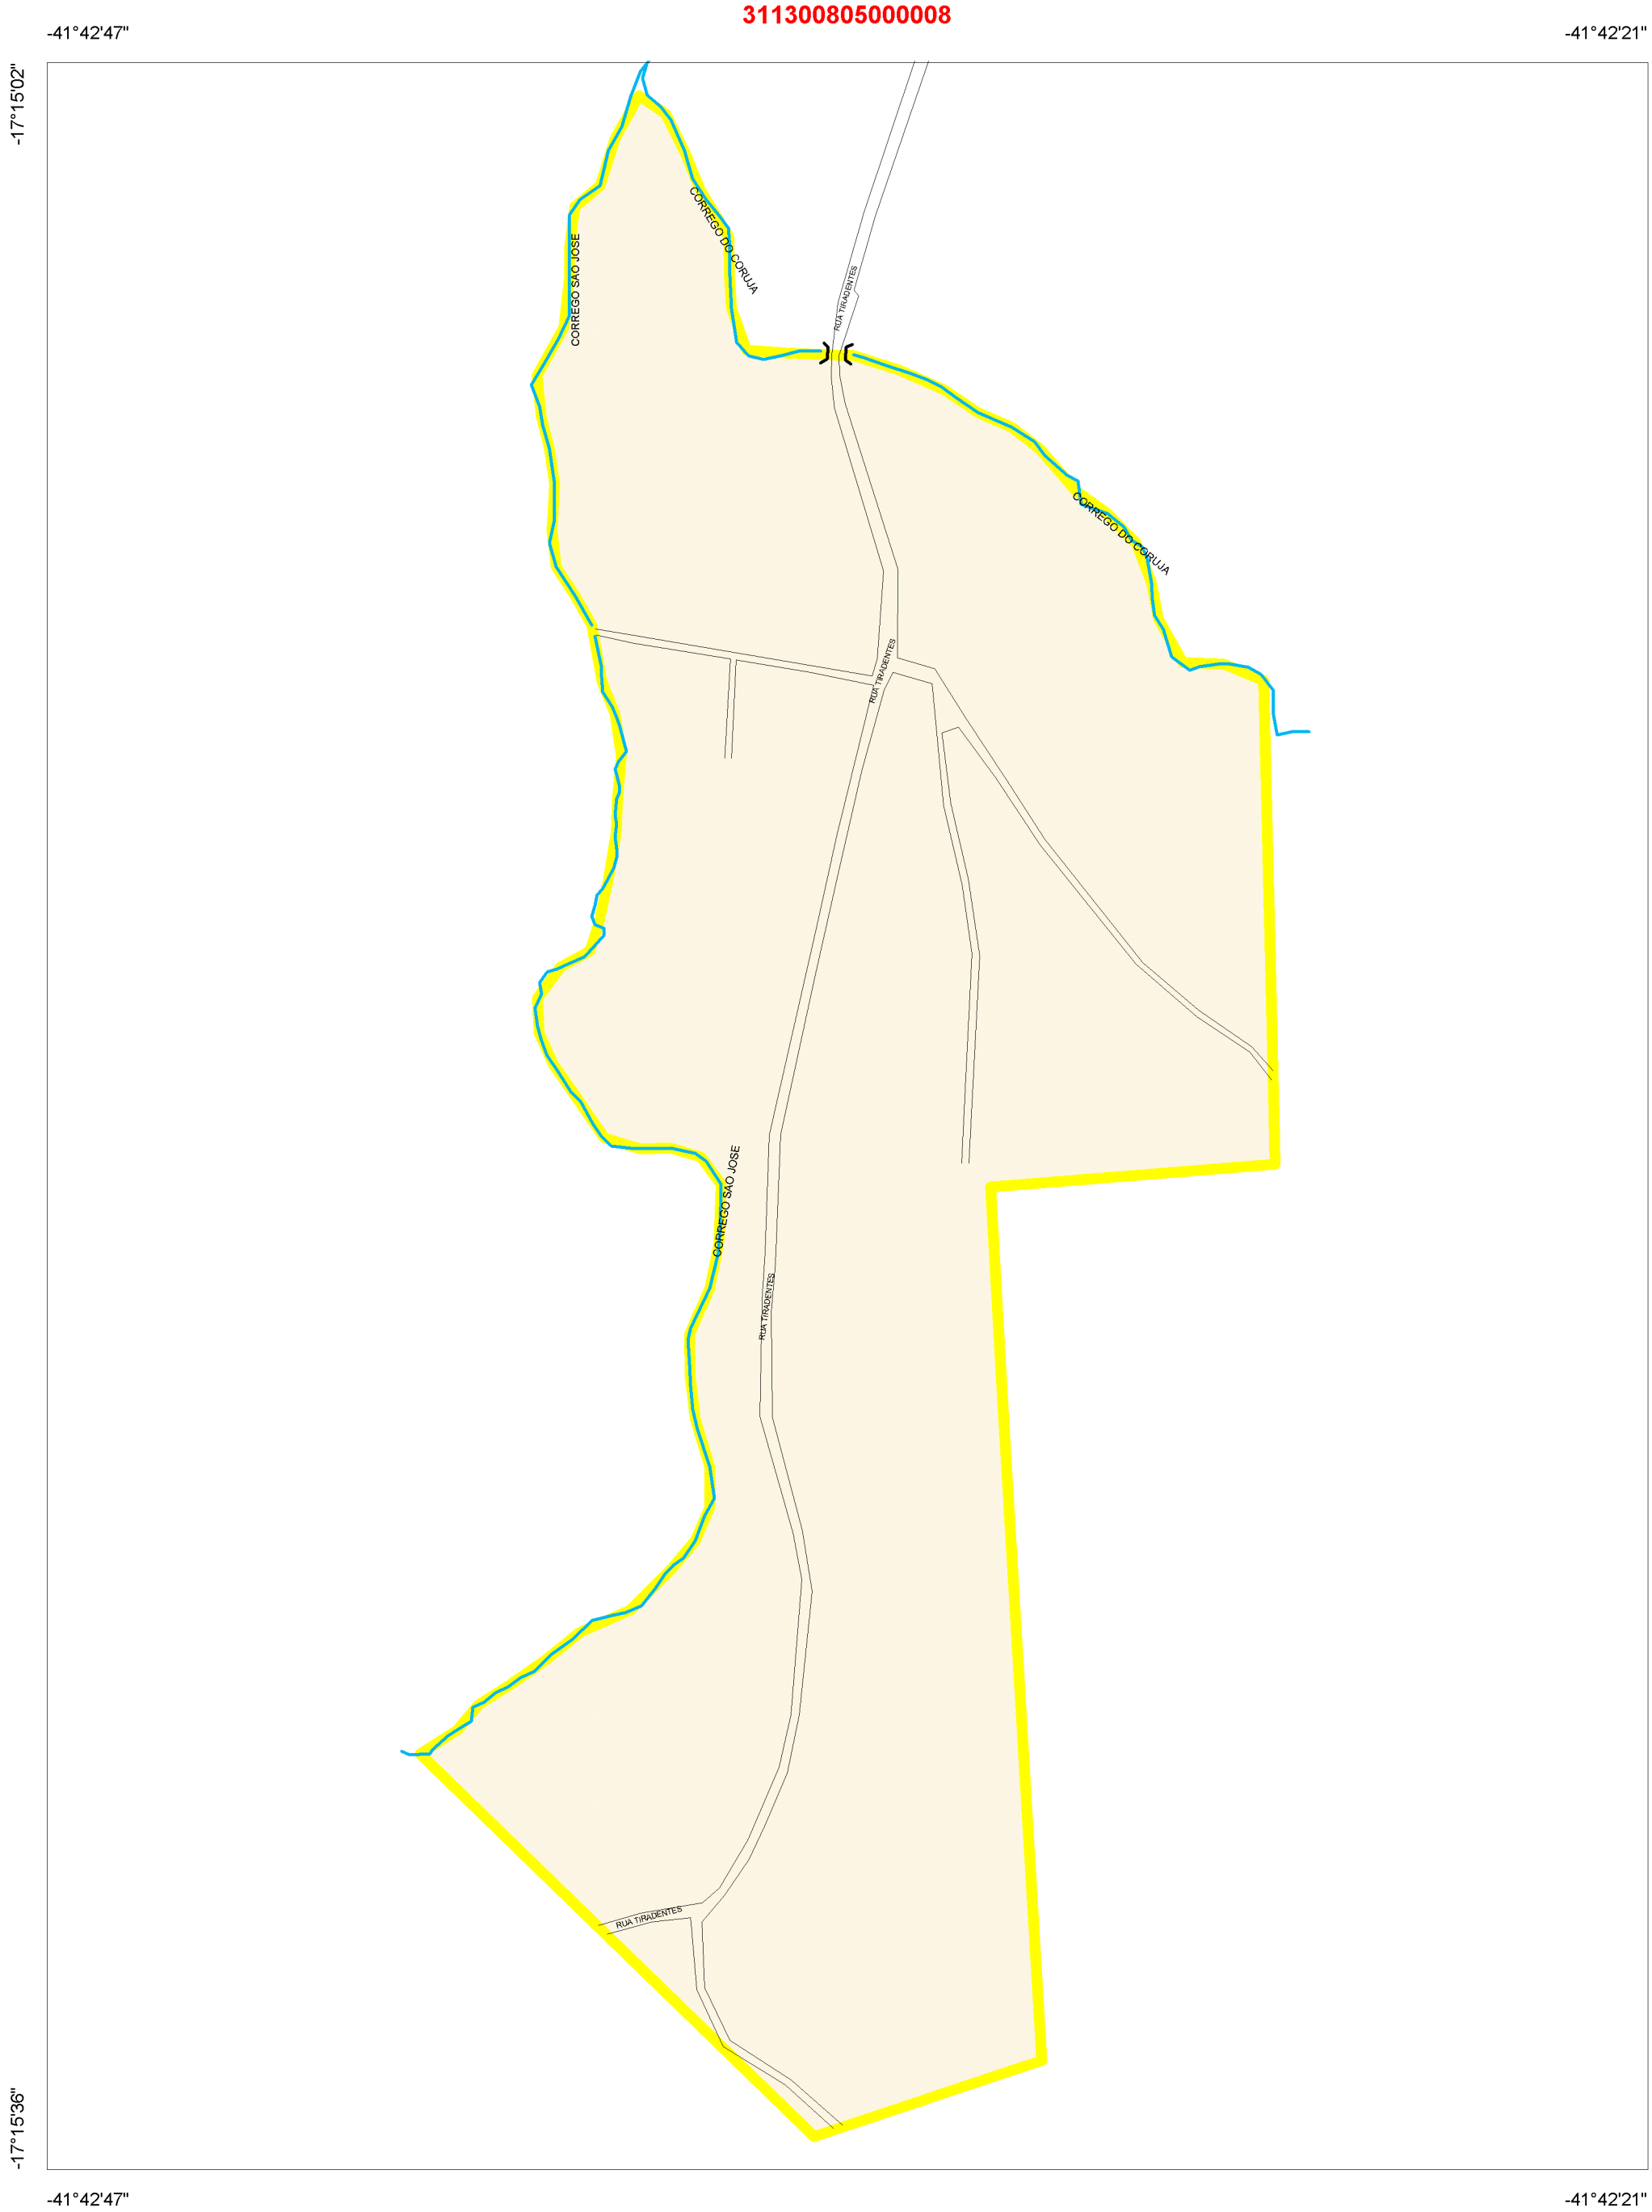 311300805000008
-41°42'47"
-41°42'21"
-17°15'02"
CORREGO DO CORUJA
CORREGO SAO JOSE
RUA TIRADENTES
CORREGO DO CORUJA
RUA TIRADENTES
CORREGO SAO JOSE
RUA TIRADENTES
RUA TIRADENTES
-17°15'36"
-41°42'47"
-41°42'21"